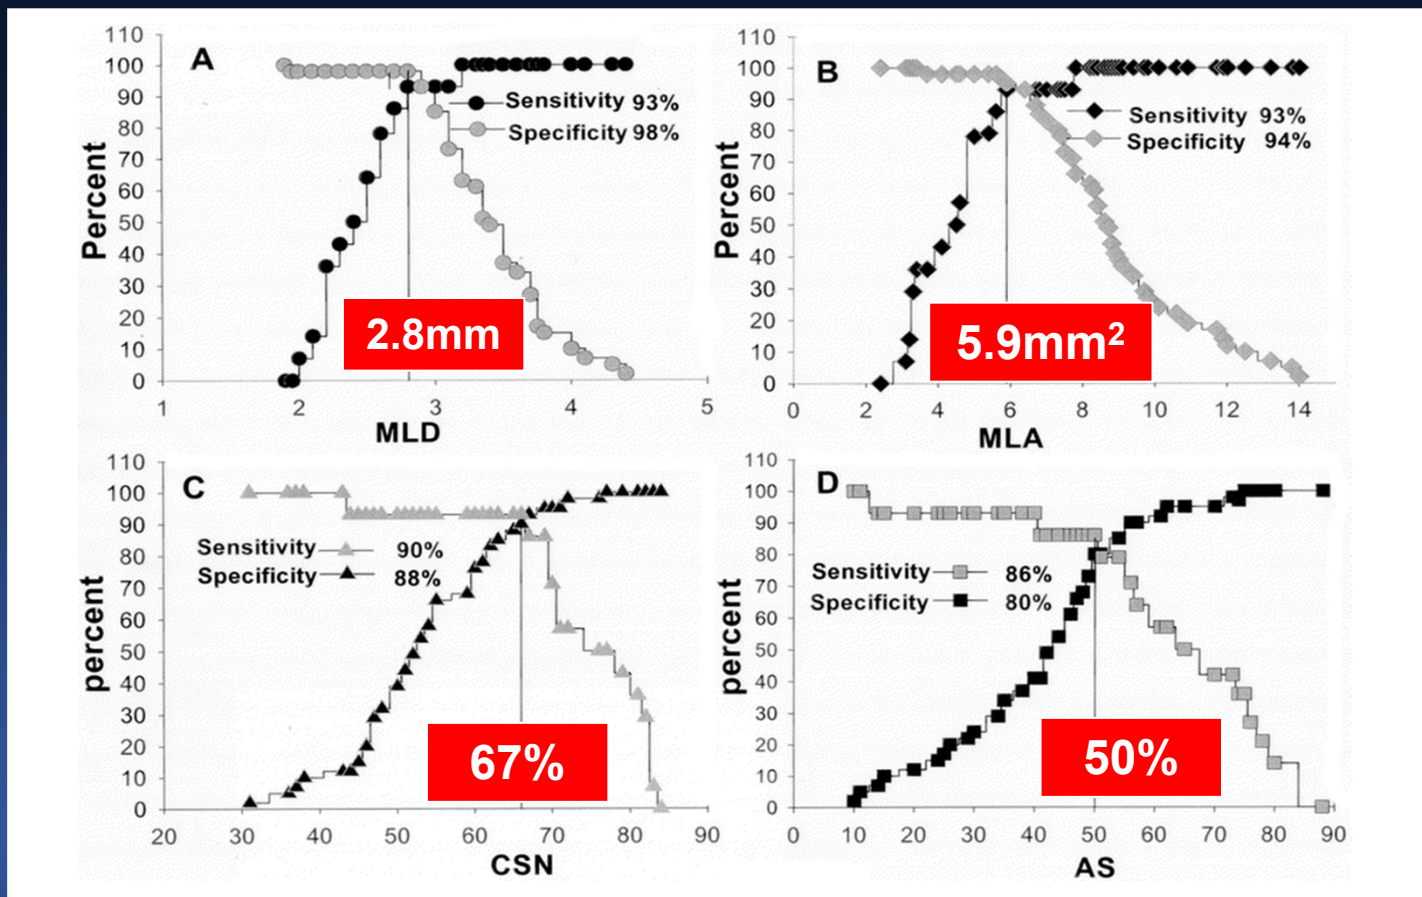 A
110
100
90
80
70
60
50
40
30
20
10
0
Percent
Sensitivity 93%
Specificity 98%
2.8mm
1 2 3 4 5
MLD
B
110
100
90
80
70
60
50
40
30
20
10
0
Percent
Sensitivity 93%
Specificity 94%
5.9mm²
0 2 4 6 8 10 12 14
MLA
C
110
100
90
80
70
60
50
40
30
20
10
0
percent
Sensitivity 90%
Specificity 88%
67%
20 30 40 50 60 70 80 90
CSN
D
110
100
90
80
70
60
50
40
30
20
10
0
percent
Sensitivity 86%
Specificity 80%
50%
0 10 20 30 40 50 60 70 80 90
AS